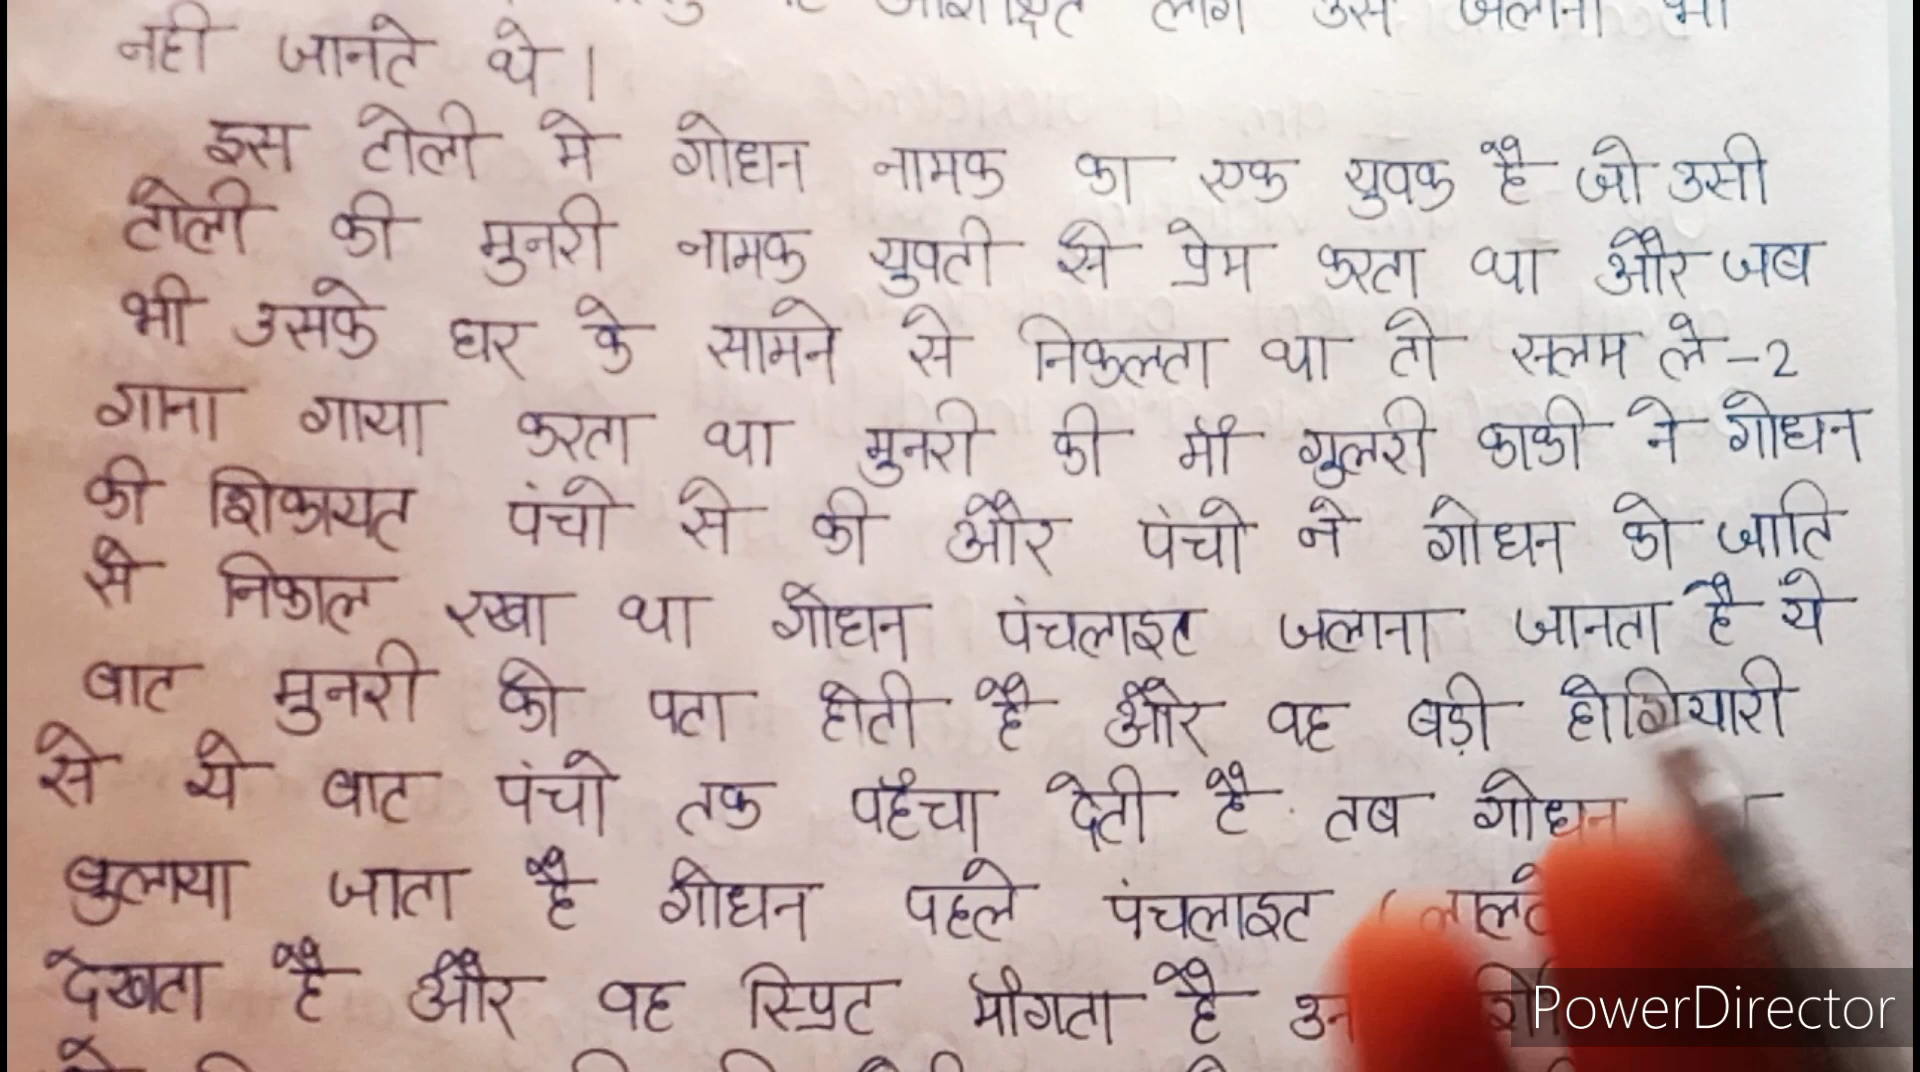 लोग उसे जलाना भी
नही जानते थे।
इस टोली मे गोधन नामक का एक युवक है जो उसी
टोली की मुनरी नामक युवती से प्रेम करता था और जब
भी उसके घर के सामने से निकलता था तो सलम ले-2
गाना गाया करता था मुनरी की माँ गुलरी काकी ने गोधन
की शिकायत पंचो से की और पंचो ने गोधन को जाति
से निकाल रखा था गोधन पंचलाइट जलाना जानता है ये
बात मुनरी को पता होती है और वह बड़ी होशियारी
से ये बात पंचो तक पहुँचा देती है तब गोधन
बुलाया जाता है गोधन पहले पंचलाइट
देखता है और वह स्प्रिट माँगता है
PowerDirector